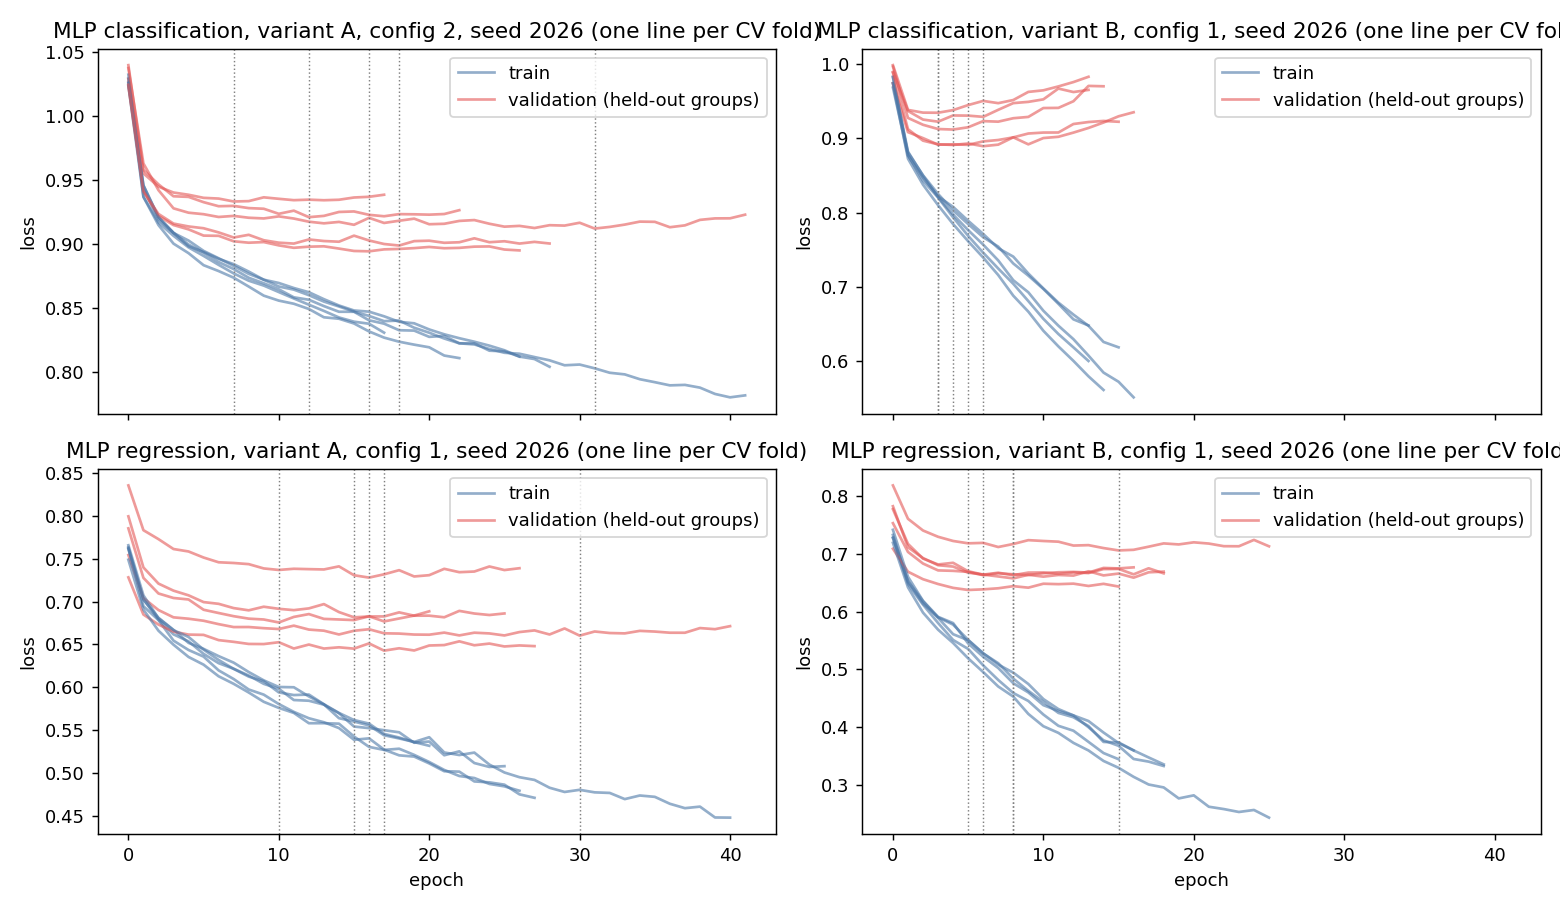 MLP classification, variant A, config 2, seed 2026 (one line per CV fold)
1.05
1.00
0.95
0.90
0.85
0.80
loss
train
validation (held-out groups)
MLP classification, variant B, config 1, seed 2026 (one line per CV fol
1.0
0.9
0.8
0.7
0.6
loss
train
validation (held-out groups)
MLP regression, variant A, config 1, seed 2026 (one line per CV fold)
0.85
0.80
0.75
0.70
0.65
0.60
0.55
0.50
0.45
loss
train
validation (held-out groups)
0 10 20 30 40
epoch
MLP regression, variant B, config 1, seed 2026 (one line per CV fold
0.8
0.7
0.6
0.5
0.4
0.3
loss
train
validation (held-out groups)
0 10 20 30 40
epoch